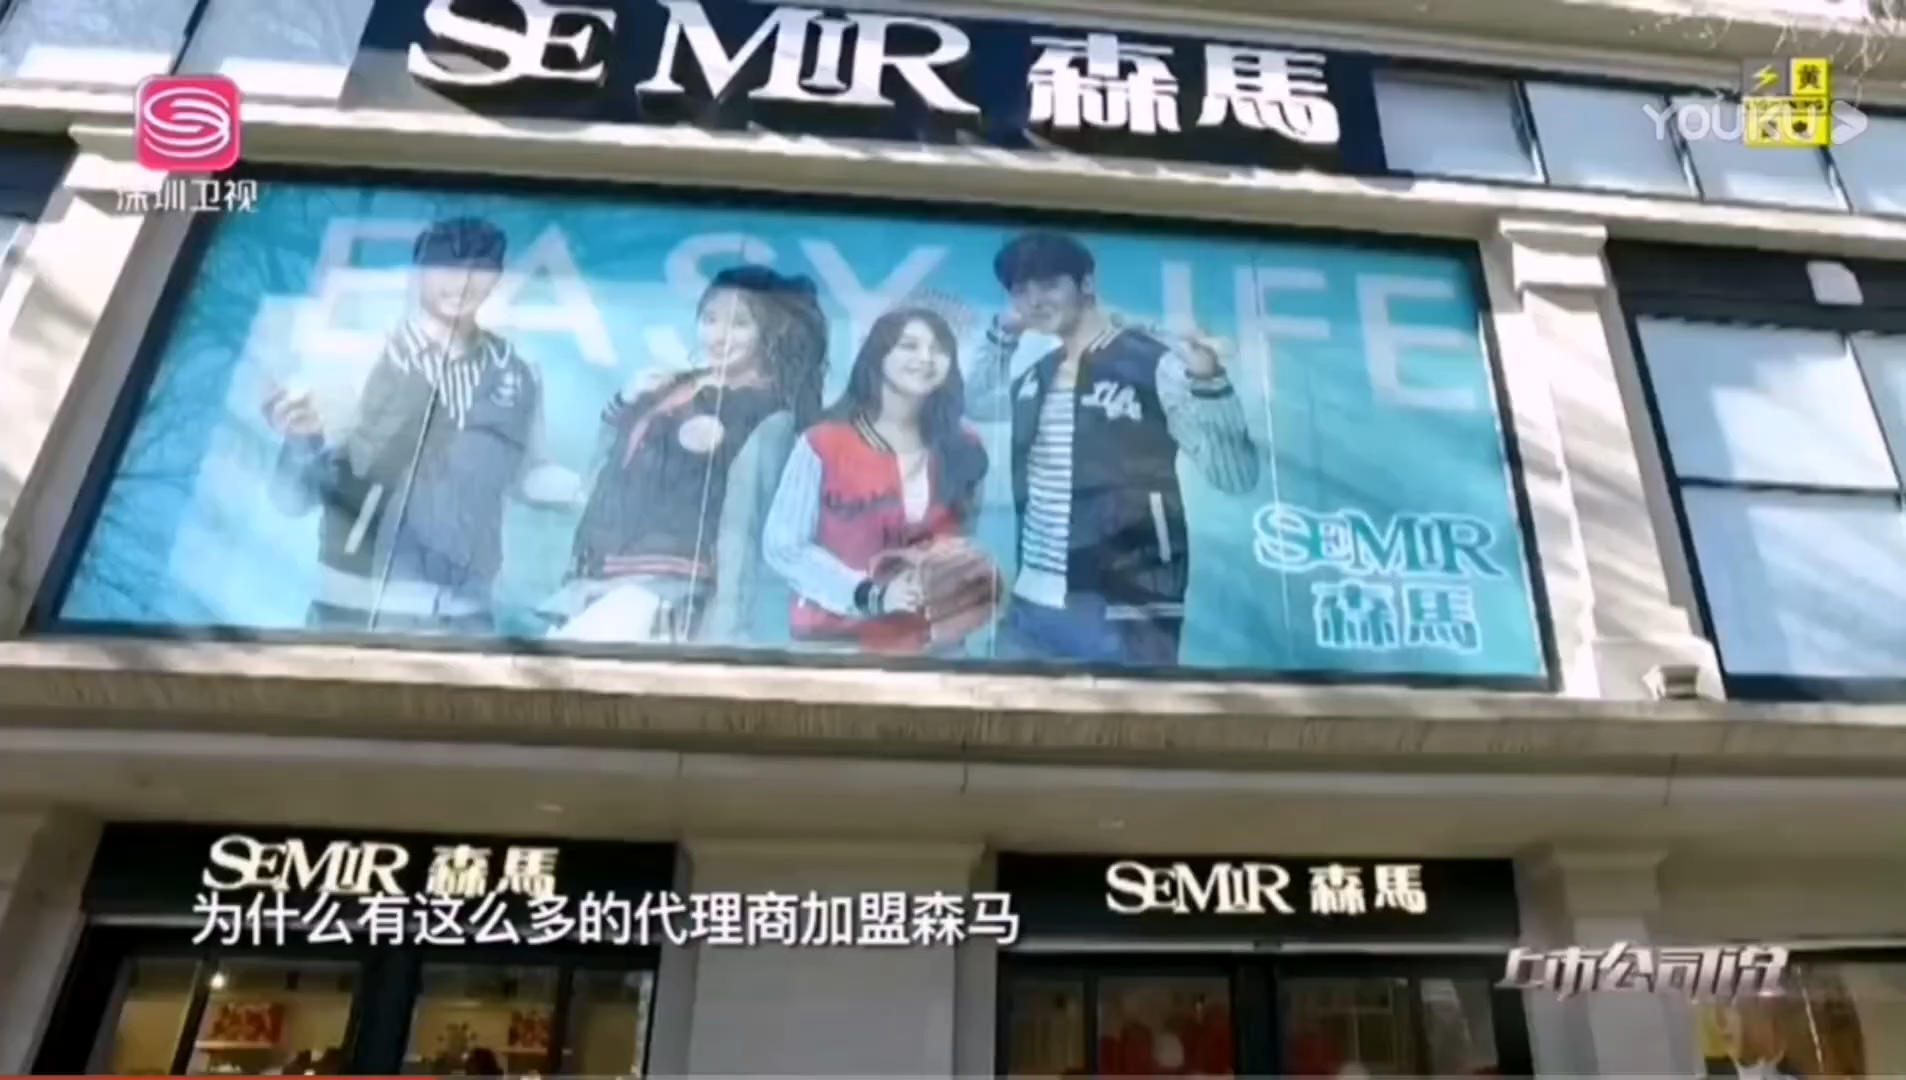 SEMIR 森馬
深圳卫视
黄
YOUKU
EASY LIFE
Life
SEMIR
森馬
SEMIR 森馬
SEMIR 森馬
为什么有这么多的代理商加盟森马
上市公司说